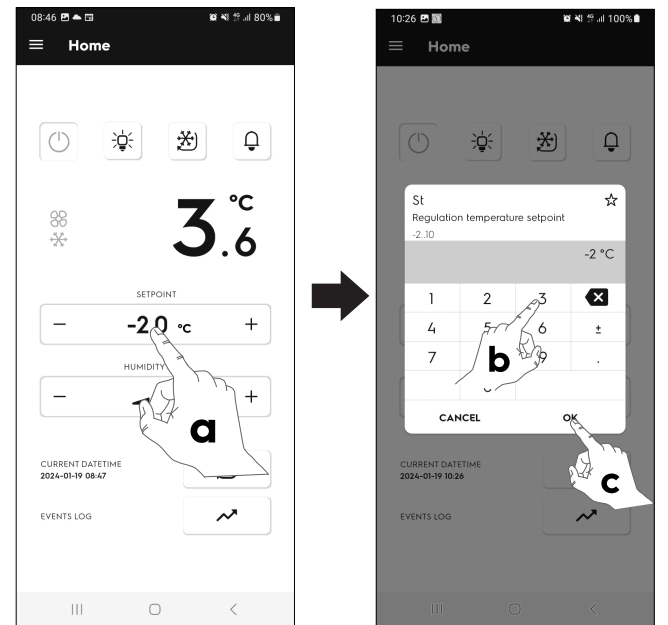 08:46 4G 80%
Home
3.6 °C
SETPOINT
− -2.0 °C +
HUMIDITY
− +
a
CURRENT DATETIME
2024-01-19 08:47
EVENTS LOG
10:26 4G 100%
Home
St
Regulation temperature setpoint
-2..10
-2 °C
1 2 3
4 5 6 ±
7 9 .
b
CANCEL OK
c
CURRENT DATETIME
2024-01-19 10:26
EVENTS LOG